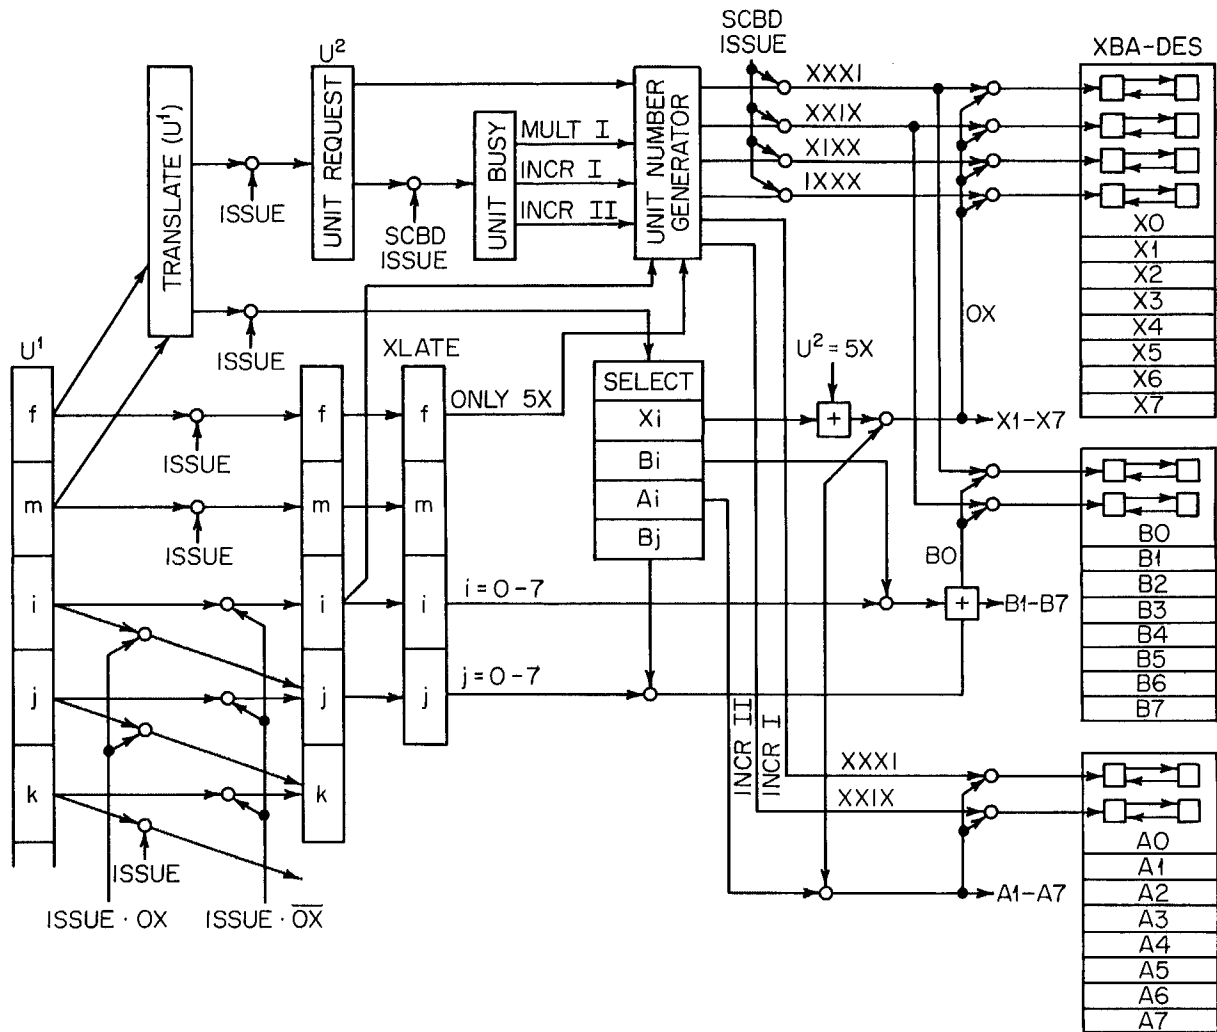 SCBD
ISSUE
XBA-DES
U²
TRANSLATE (U¹)
UNIT REQUEST
UNIT BUSY
MULT I
INCR I
INCR II
UNIT NUMBER
GENERATOR
XXXI
XXIX
XIXX
IXXX
ISSUE
SCBD
ISSUE
ISSUE
X0
X1
X2
X3
X4
X5
X6
X7
OX
U¹
XLATE
ONLY 5X
SELECT
Xi
Bi
Ai
Bj
U² = 5X
+
X1-X7
f
ISSUE
f
f
m
ISSUE
m
m
i
i
i
i = 0-7
j
j
j
j = 0-7
k
k
ISSUE
ISSUE · OX
ISSUE · O̅X̅
BO
+
B1-B7
B0
B1
B2
B3
B4
B5
B6
B7
INCR II
INCR I
XXXI
XXIX
A1-A7
A0
A1
A2
A3
A4
A5
A6
A7